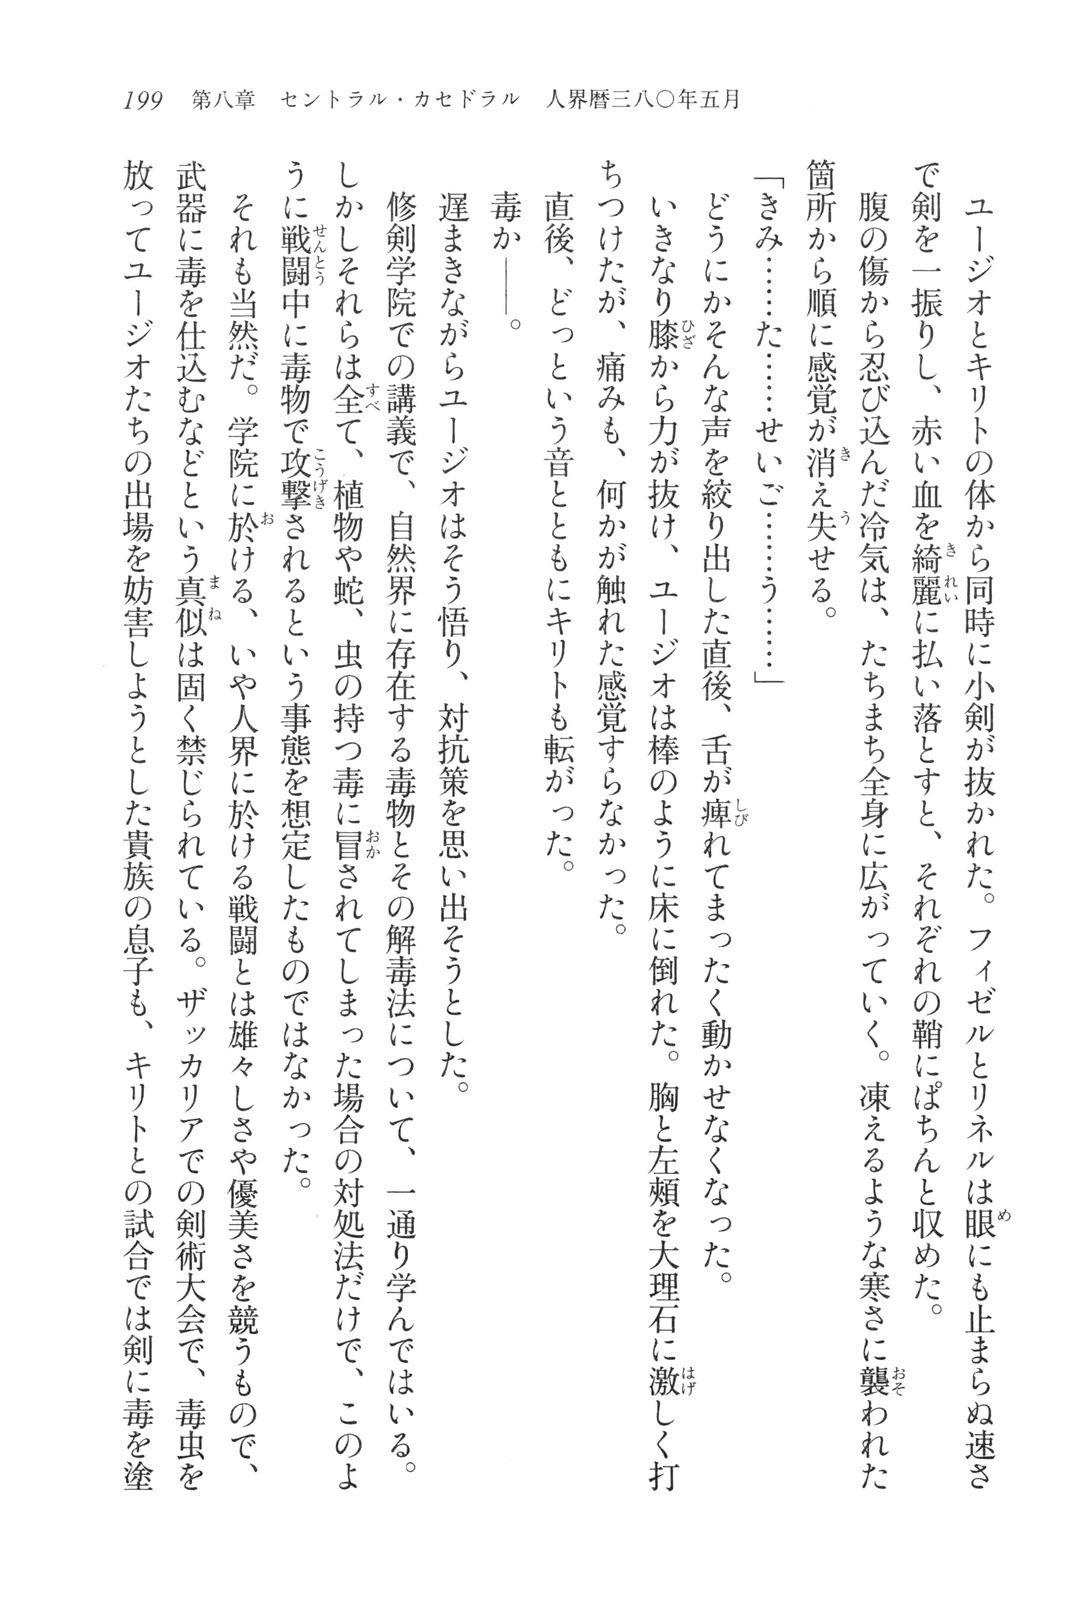 199　第八章　セントラル・カセドラル　人界暦三八〇年五月
　ユージオとキリトの体から同時に小剣が抜かれた。フィゼルとリネルは眼にも止まらぬ速さ
で剣を一振りし、赤い血を綺麗に払い落とすと、それぞれの鞘にぱちんと収めた。
　腹の傷から忍び込んだ冷気は、たちまち全身に広がっていく。凍えるような寒さに襲われた
箇所から順に感覚が消え失せる。
「きみ……た………せいご………う……」
　どうにかそんな声を絞り出した直後、舌が痺れてまったく動かせなくなった。
　いきなり膝から力が抜け、ユージオは棒のように床に倒れた。胸と左頰を大理石に激しく打
ちつけたが、痛みも、何かが触れた感覚すらなかった。
　直後、どっという音とともにキリトも転がった。
　毒か――。
　遅まきながらユージオはそう悟り、対抗策を思い出そうとした。
　修剣学院での講義で、自然界に存在する毒物とその解毒法について、一通り学んではいる。
しかしそれらは全て、植物や蛇、虫の持つ毒に冒されてしまった場合の対処法だけで、このよ
うに戦闘中に毒物で攻撃されるという事態を想定したものではなかった。
　それも当然だ。学院に於ける、いや人界に於ける戦闘とは雄々しさや優美さを競うもので、
武器に毒を仕込むなどという真似は固く禁じられている。ザッカリアでの剣術大会で、毒虫を
放ってユージオたちの出場を妨害しようとした貴族の息子も、キリトとの試合では剣に毒を塗